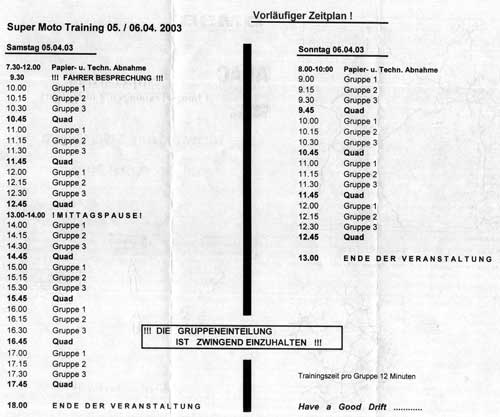 Vorläufiger Zeitplan !
Super Moto Training 05. / 06.04. 2003
Samstag 05.04.03
7.30-12.00 Papier- u. Techn. Abnahme
9.30 !!! FAHRER BESPRECHUNG !!!
10.00 Gruppe 1
10.15 Gruppe 2
10.30 Gruppe 3
10.45 Quad
11.00 Gruppe 1
11.15 Gruppe 2
11.30 Gruppe 3
11.45 Quad
12.00 Gruppe 1
12.15 Gruppe 2
12.30 Gruppe 3
12.45 Quad
13.00-14.00 ! M I T T A G S P A U S E !
14.00 Gruppe 1
14.15 Gruppe 2
14.30 Gruppe 3
14.45 Quad
15.00 Gruppe 1
15.15 Gruppe 2
15.30 Gruppe 3
15.45 Quad
16.00 Gruppe 1
16.15 Gruppe 2
16.30 Gruppe 3
16.45 Quad
17.00 Gruppe 1
17.15 Gruppe 2
17.30 Gruppe 3
17.45 Quad
18.00 E N D E D E R V E R A N S T A L T U N G
Sonntag 06.04.03
8.00-10:00 Papier- u. Techn. Abnahme
9.00 Gruppe 1
9.15 Gruppe 2
9.30 Gruppe 3
9.45 Quad
10.00 Gruppe 1
10.15 Gruppe 2
10.30 Gruppe 3
10.45 Quad
11.00 Gruppe 1
11.15 Gruppe 2
11.30 Gruppe 3
11.45 Quad
12.00 Gruppe 1
12.15 Gruppe 2
12.30 Gruppe 3
12.45 Quad
13.00 E N D E D E R V E R A N S T A L T U N G
!!! DIE GRUPPENEINTEILUNG
IST ZWINGEND EINZUHALTEN !!!
Trainingszeit pro Gruppe 12 Minuten
Have a Good Drift ............